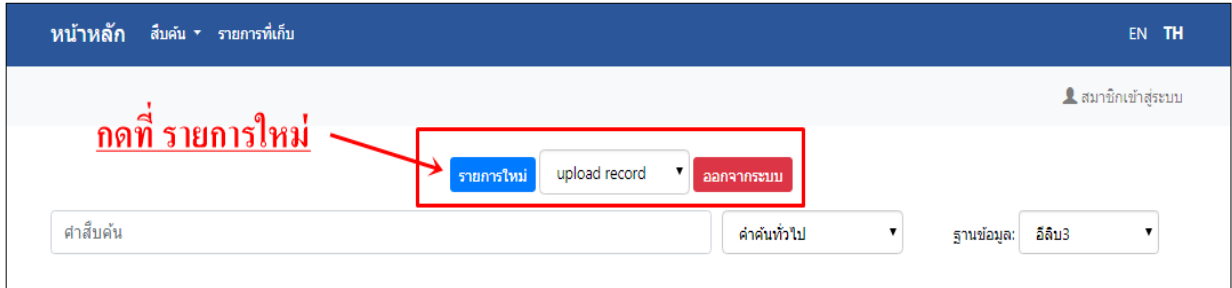 หน้าหลัก สืบค้น รายการที่เก็บ EN TH
สมาชิกเข้าสู่ระบบ
กดที่ รายการใหม่
รายการใหม่ upload record ออกจากระบบ
คำสืบค้น คำค้นทั่วไป ฐานข้อมูล: อีลิบ3